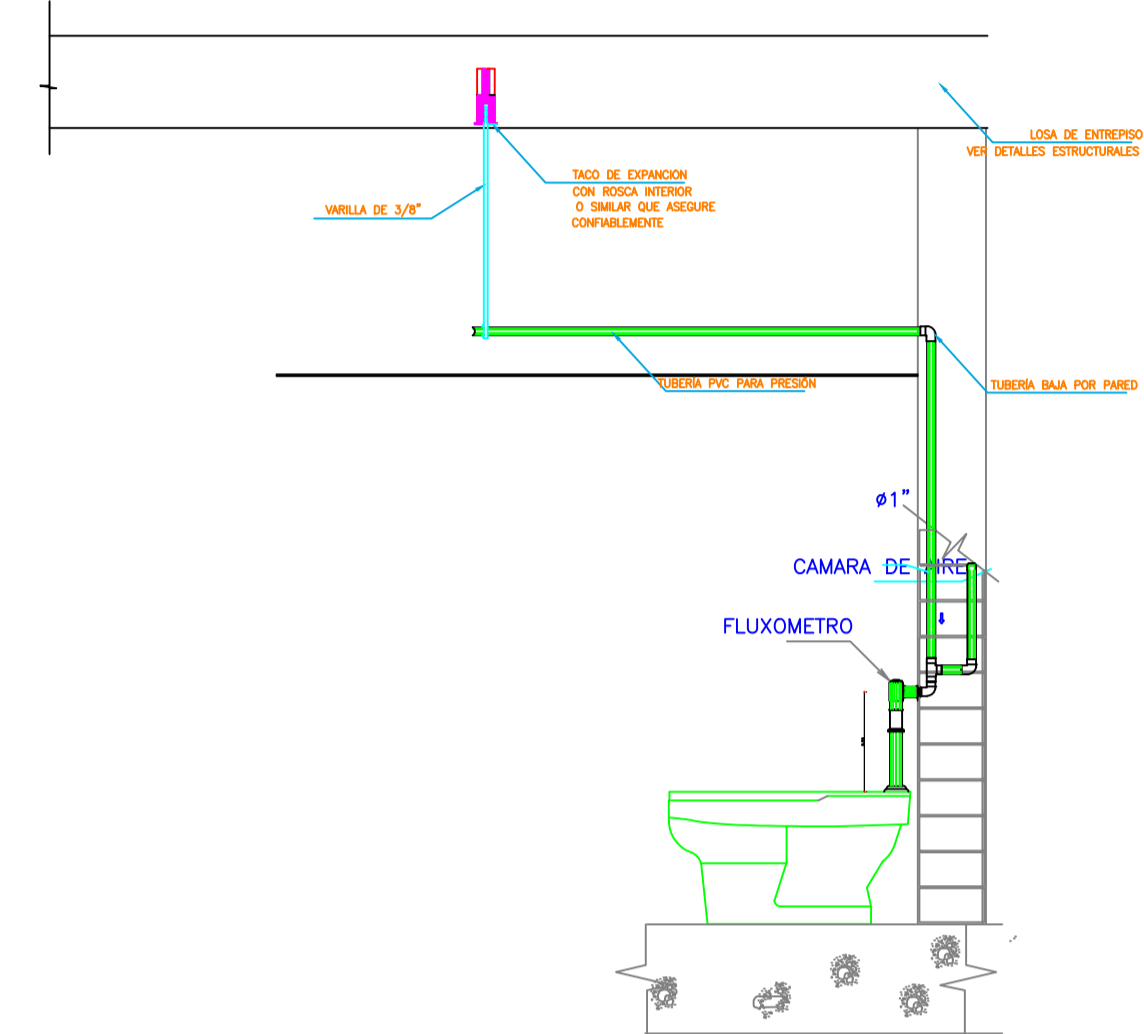 LOSA DE ENTREPISO
VER DETALLES ESTRUCTURALES
TACO DE EXPANCION
CON ROSCA INTERIOR
O SIMILAR QUE ASEGURE
CONFIABLEMENTE
VARILLA DE 3/8"
TUBERÍA PVC PARA PRESIÓN
TUBERÍA BAJA POR PARED
ø1"
CAMARA DE AIRE
FLUXOMETRO